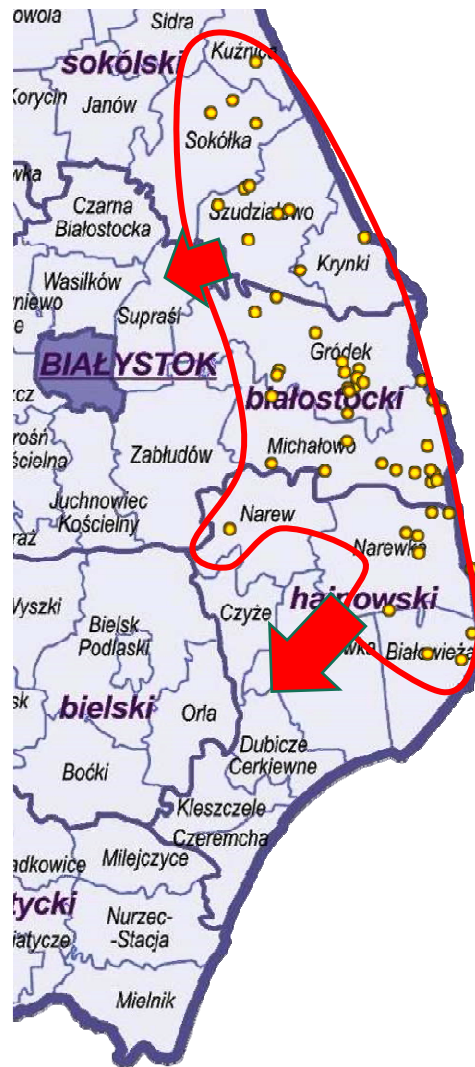 Sidra
Kuźnica
sokólski
Korycin
Janów
Sokółka
Czarna
Białostocka
Szudziałowo
Krynki
Wasilków
Supraśl
Gródek
BIAŁYSTOK
białostocki
Michałowo
Zabłudów
Juchnowiec
Kościelny
Narew
Narewka
hajnowski
Czyże
Białowieża
Bielsk
Podlaski
bielski
Orla
Dubicze
Cerkiewne
Boćki
Kleszczele
Czeremcha
Milejczyce
Nurzec-
-Stacja
Mielnik